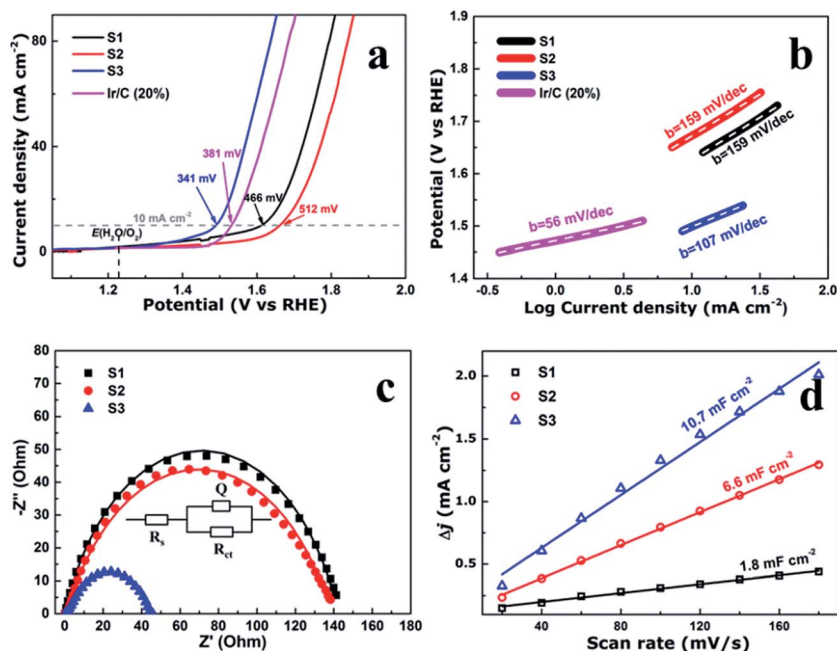 S1
S2
S3
Ir/C (20%)
a
381 mV
341 mV
466 mV
512 mV
10 mA cm⁻²
E(H₂O/O₂)
80
60
40
20
0
1.2 1.4 1.6 1.8 2.0
Current density (mA cm⁻²)
Potential (V vs RHE)
S1
S2
S3
Ir/C (20%)
b
b=159 mV/dec
b=159 mV/dec
b=56 mV/dec
b=107 mV/dec
1.9
1.8
1.7
1.6
1.5
1.4
-0.5 0.0 0.5 1.0 1.5 2.0
Potential (V vs RHE)
Log Current density (mA cm⁻²)
S1
S2
S3
c
Q
Rs
Rct
80
70
60
50
40
30
20
10
0
0 20 40 60 80 100 120 140 160
-Z'' (Ohm)
Z' (Ohm)
S1
S2
S3
d
10.7 mF cm⁻²
6.6 mF cm⁻²
1.8 mF cm⁻²
2.0
1.5
1.0
0.5
40 80 120 160
Δj (mA cm⁻²)
Scan rate (mV/s)